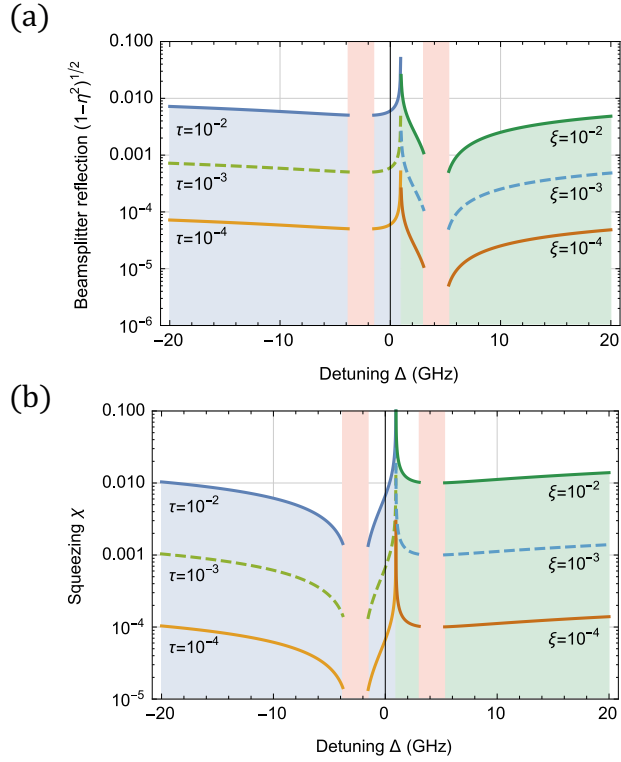 (a)
0.100
0.010
0.001
10⁻⁴
10⁻⁵
10⁻⁶
Beamsplitter reflection (1−η²)^1/2
τ=10⁻²
τ=10⁻³
τ=10⁻⁴
ξ=10⁻²
ξ=10⁻³
ξ=10⁻⁴
−20 −10 0 10 20
Detuning Δ (GHz)
(b)
0.100
0.010
0.001
10⁻⁴
10⁻⁵
Squeezing χ
τ=10⁻²
τ=10⁻³
τ=10⁻⁴
ξ=10⁻²
ξ=10⁻³
ξ=10⁻⁴
−20 −10 0 10 20
Detuning Δ (GHz)